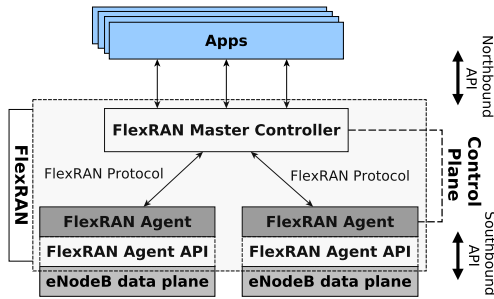 Apps
Northbound
API
FlexRAN Master Controller
FlexRAN
Control
Plane
FlexRAN Protocol
FlexRAN Protocol
FlexRAN Agent
FlexRAN Agent
FlexRAN Agent API
FlexRAN Agent API
Southbound
API
eNodeB data plane
eNodeB data plane